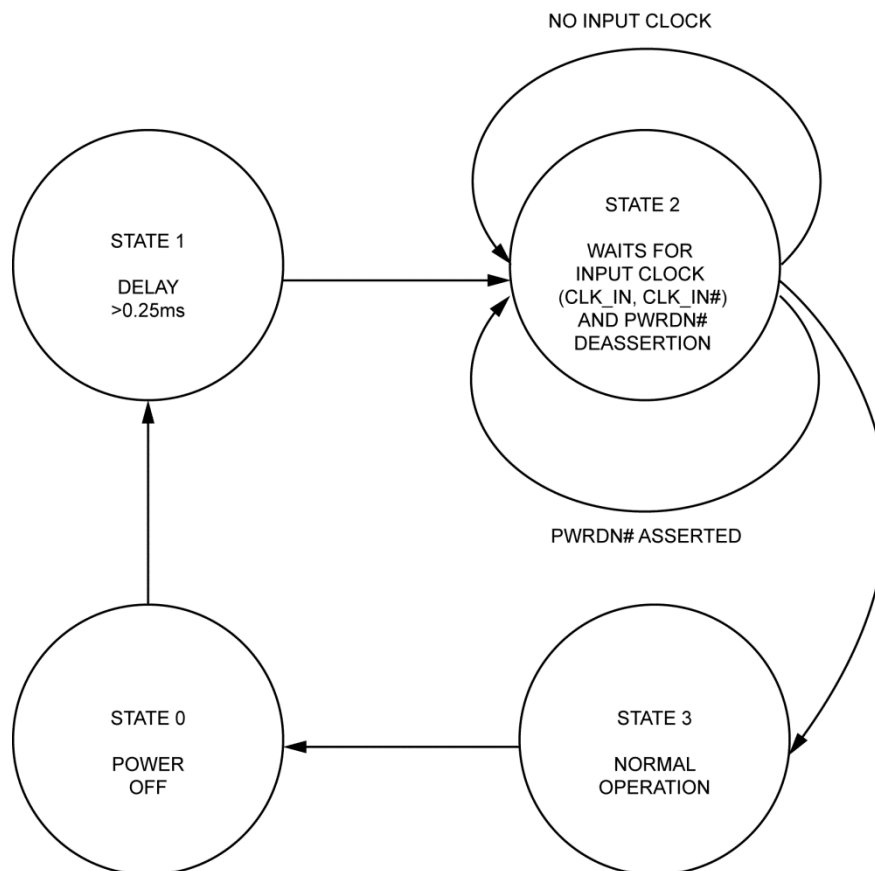 NO INPUT CLOCK
STATE 1
DELAY
>0.25ms
STATE 2
WAITS FOR
INPUT CLOCK
(CLK_IN, CLK_IN#)
AND PWRDN#
DEASSERTION
PWRDN# ASSERTED
STATE 0
POWER
OFF
STATE 3
NORMAL
OPERATION